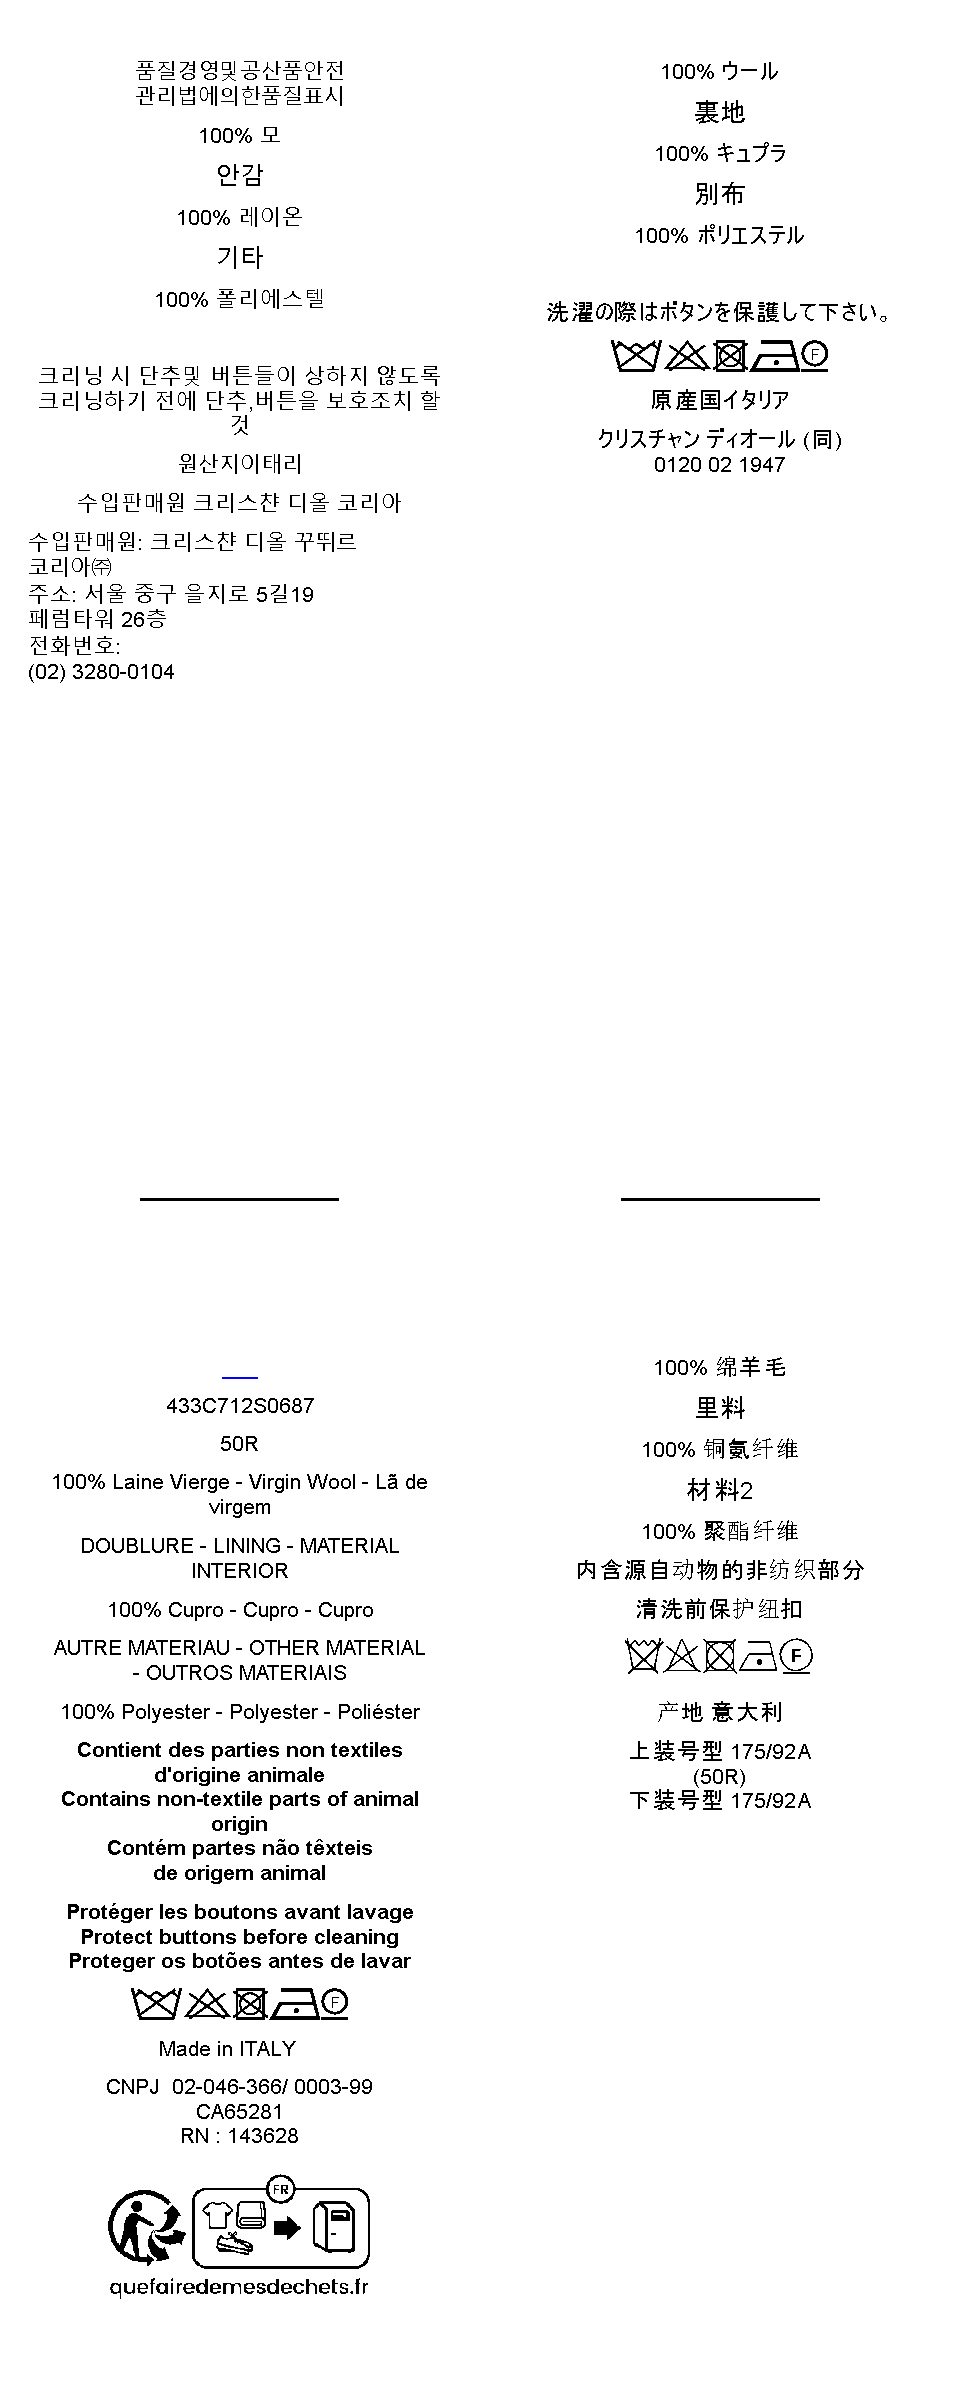 품질경영및공산품안전
관리법에의한품질표시
100% 모
안감
100% 레이온
기타
100% 폴리에스텔
크리닝 시 단추및 버튼들이 상하지 않도록
크리닝하기 전에 단추,버튼을 보호조치 할
것
원산지이태리
수입판매원 크리스챤 디올 코리아
수입판매원: 크리스챤 디올 꾸뛰르
코리아㈜
주소: 서울 중구 을지로 5길19
페럼타워 26층
전화번호:
(02) 3280-0104
100% ウール
裏地
100% キュプラ
別布
100% ポリエステル
洗濯の際はボタンを保護して下さい。
F
原産国イタリア
クリスチャン ディオール (同)
0120 02 1947
433C712S0687
50R
100% Laine Vierge - Virgin Wool - Lã de
virgem
DOUBLURE - LINING - MATERIAL
INTERIOR
100% Cupro - Cupro - Cupro
AUTRE MATERIAU - OTHER MATERIAL
- OUTROS MATERIAIS
100% Polyester - Polyester - Poliéster
Contient des parties non textiles
d'origine animale
Contains non-textile parts of animal
origin
Contém partes não têxteis
de origem animal
Protéger les boutons avant lavage
Protect buttons before cleaning
Proteger os botões antes de lavar
F
Made in ITALY
CNPJ 02-046-366/ 0003-99
CA65281
RN : 143628
FR
quefairedemesdechets.fr
100% 绵羊毛
里料
100% 铜氨纤维
材料2
100% 聚酯纤维
内含源自动物的非纺织部分
清洗前保护纽扣
F
产地 意大利
上装号型 175/92A
(50R)
下装号型 175/92A